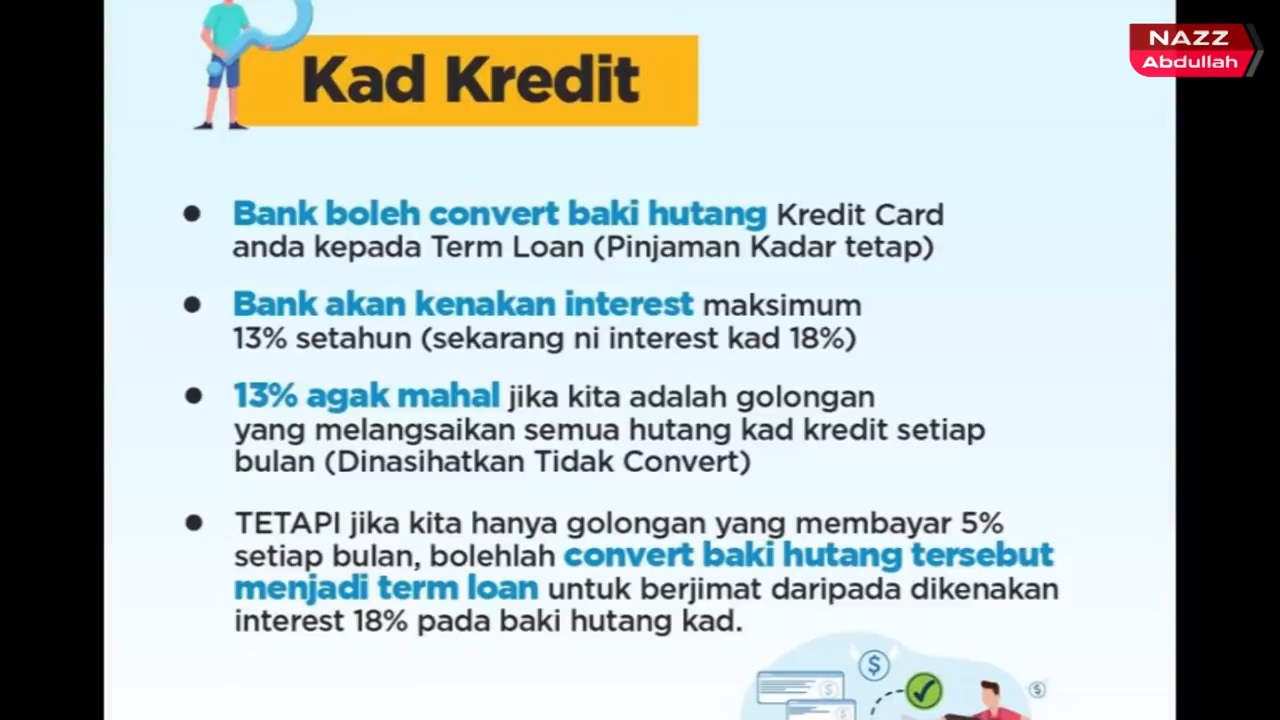 NAZZ
Abdullah
Kad Kredit
Bank boleh convert baki hutang Kredit Card
anda kepada Term Loan (Pinjaman Kadar tetap)
Bank akan kenakan interest maksimum
13% setahun (sekarang ni interest kad 18%)
13% agak mahal jika kita adalah golongan
yang melangsaikan semua hutang kad kredit setiap
bulan (Dinasihatkan Tidak Convert)
TETAPI jika kita hanya golongan yang membayar 5%
setiap bulan, bolehlah convert baki hutang tersebut
menjadi term loan untuk berjimat daripada dikenakan
interest 18% pada baki hutang kad.